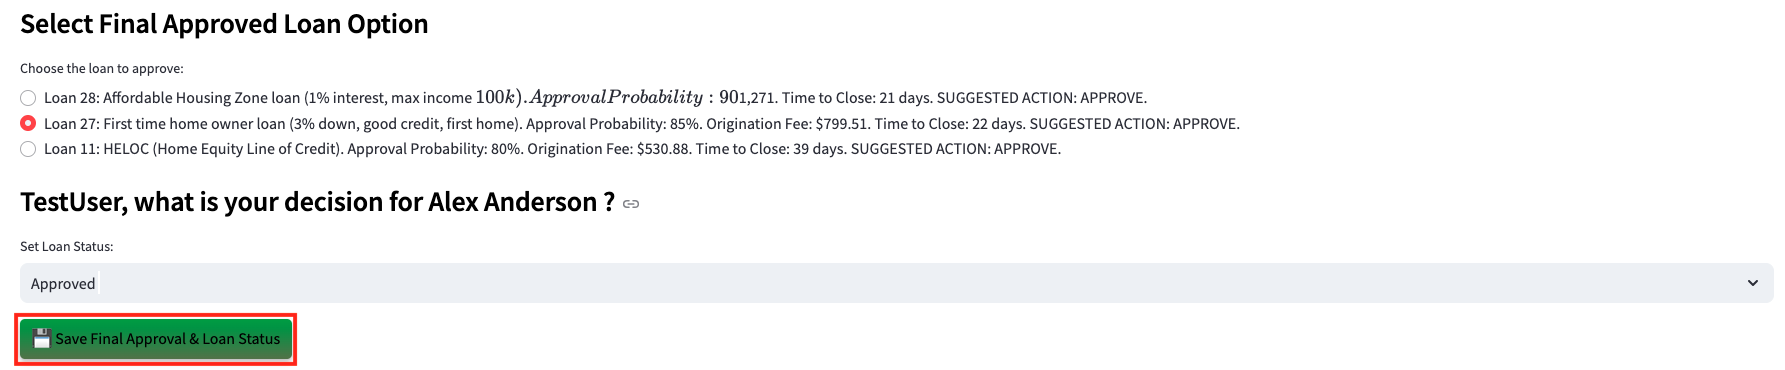 Select Final Approved Loan Option
Choose the loan to approve:
Loan 28: Affordable Housing Zone loan (1% interest, max income 100k).ApprovalProbability : 901,271. Time to Close: 21 days. SUGGESTED ACTION: APPROVE.
Loan 27: First time home owner loan (3% down, good credit, first home). Approval Probability: 85%. Origination Fee: $799.51. Time to Close: 22 days. SUGGESTED ACTION: APPROVE.
Loan 11: HELOC (Home Equity Line of Credit). Approval Probability: 80%. Origination Fee: $530.88. Time to Close: 39 days. SUGGESTED ACTION: APPROVE.
TestUser, what is your decision for Alex Anderson ?
Set Loan Status:
Approved
Save Final Approval & Loan Status